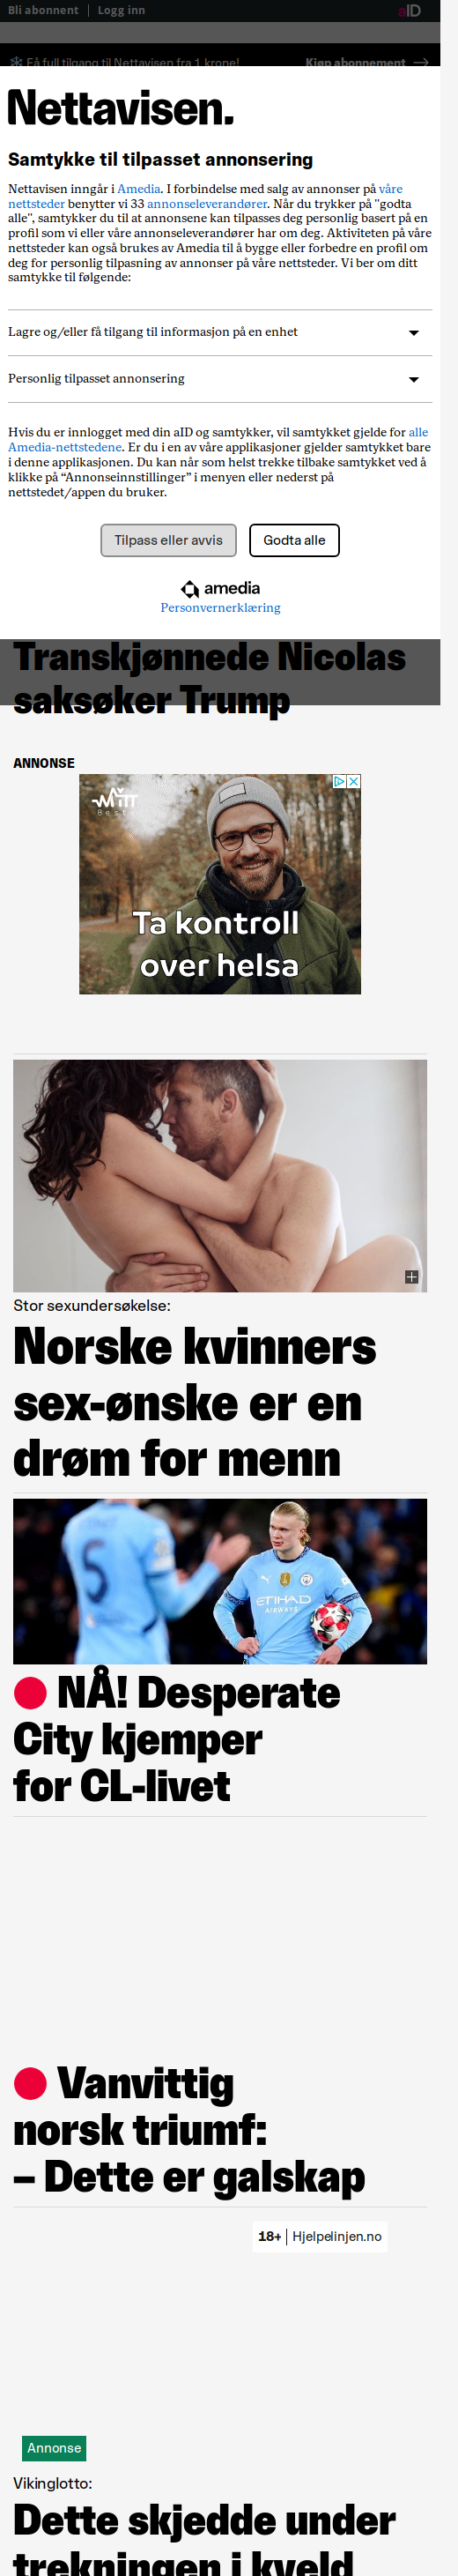 Bli abonnent | Logg inn aID
Få full tilgang til Nettavisen fra 1 krone! Kjøp abonnement →
Nettavisen.
Samtykke til tilpasset annonsering
Nettavisen inngår i Amedia. I forbindelse med salg av annonser på våre
nettsteder benytter vi 33 annonseleverandører. Når du trykker på "godta
alle", samtykker du til at annonsene kan tilpasses deg personlig basert på en
profil som vi eller våre annonseleverandører har om deg. Aktiviteten på våre
nettsteder kan også brukes av Amedia til å bygge eller forbedre en profil om
deg for personlig tilpasning av annonser på våre nettsteder. Vi ber om ditt
samtykke til følgende:
Lagre og/eller få tilgang til informasjon på en enhet
Personlig tilpasset annonsering
Hvis du er innlogget med din aID og samtykker, vil samtykket gjelde for alle
Amedia-nettstedene. Er du i en av våre applikasjoner gjelder samtykket bare
i denne applikasjonen. Du kan når som helst trekke tilbake samtykket ved å
klikke på “Annonseinnstillinger” i menyen eller nederst på
nettstedet/appen du bruker.
Tilpass eller avvis Godta alle
amedia
Personvernerklæring
Transkjønnede Nicolas
saksøker Trump
ANNONSE
Ta kontroll
over helsa
Stor sexundersøkelse:
Norske kvinners
sex-ønske er en
drøm for menn
5
ETIHAD
AIRWAYS
NÅ! Desperate
City kjemper
for CL-livet
Vanvittig
norsk triumf:
– Dette er galskap
18+ | Hjelpelinjen.no
Annonse
Vikinglotto:
Dette skjedde under
trekningen i kveld